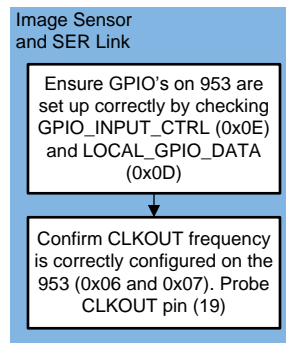 Image Sensor
and SER Link
Ensure GPIO's on 953 are
set up correctly by checking
GPIO_INPUT_CTRL (0x0E)
and LOCAL_GPIO_DATA
(0x0D)
Confirm CLKOUT frequency
is correctly configured on the
953 (0x06 and 0x07). Probe
CLKOUT pin (19)